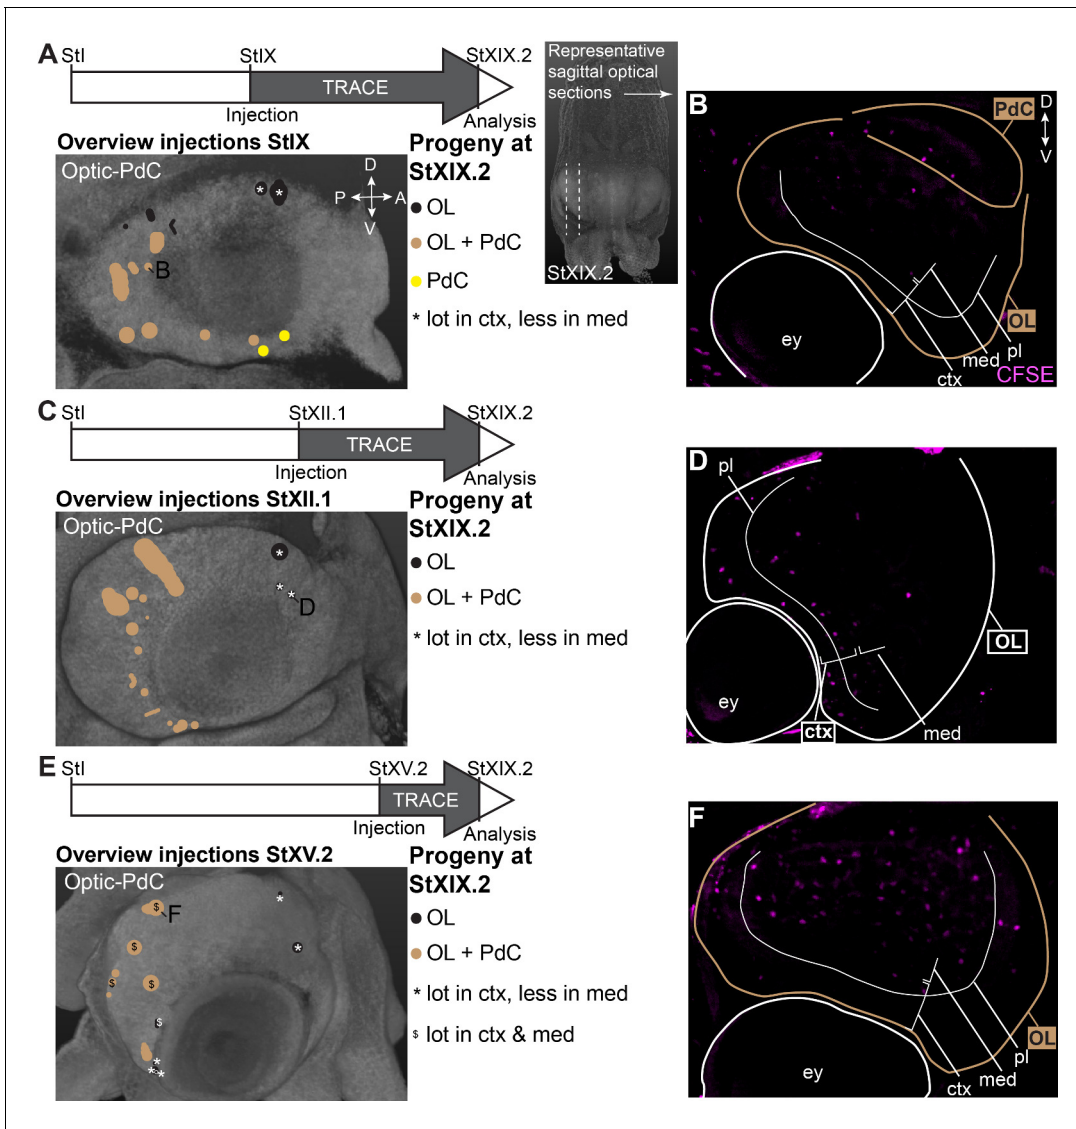 A
StI
StIX
StXIX.2
TRACE
Injection
Analysis
Overview injections StIX
Progeny at
StXIX.2
Optic-PdC
D
P
A
V
* *
B
OL
OL + PdC
PdC
* lot in ctx, less in med
Representative
sagittal optical
sections
StXIX.2
B
PdC
D
V
ey
OL
pl
med
ctx
CFSE
C
StI
StXII.1
StXIX.2
TRACE
Injection
Analysis
Overview injections StXII.1
Progeny at
StXIX.2
Optic-PdC
*
* *
D
OL
OL + PdC
* lot in ctx, less in med
D
pl
OL
ey
ctx
med
E
StI
StXV.2
StXIX.2
TRACE
Injection
Analysis
Overview injections StXV.2
Progeny at
StXIX.2
Optic-PdC
$
F
*
$
*
$
$
$
* * *
OL
OL + PdC
* lot in ctx, less in med
$ lot in ctx & med
F
OL
pl
ey
med
ctx